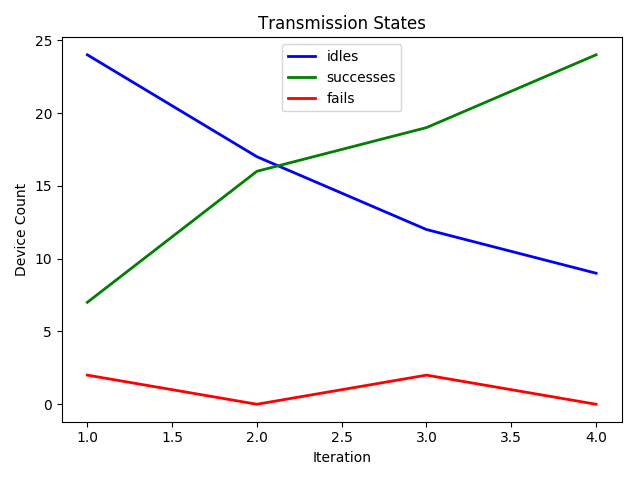 Transmission States
idles
successes
fails
Device Count
25
20
15
10
5
0
1.0 1.5 2.0 2.5 3.0 3.5 4.0
Iteration